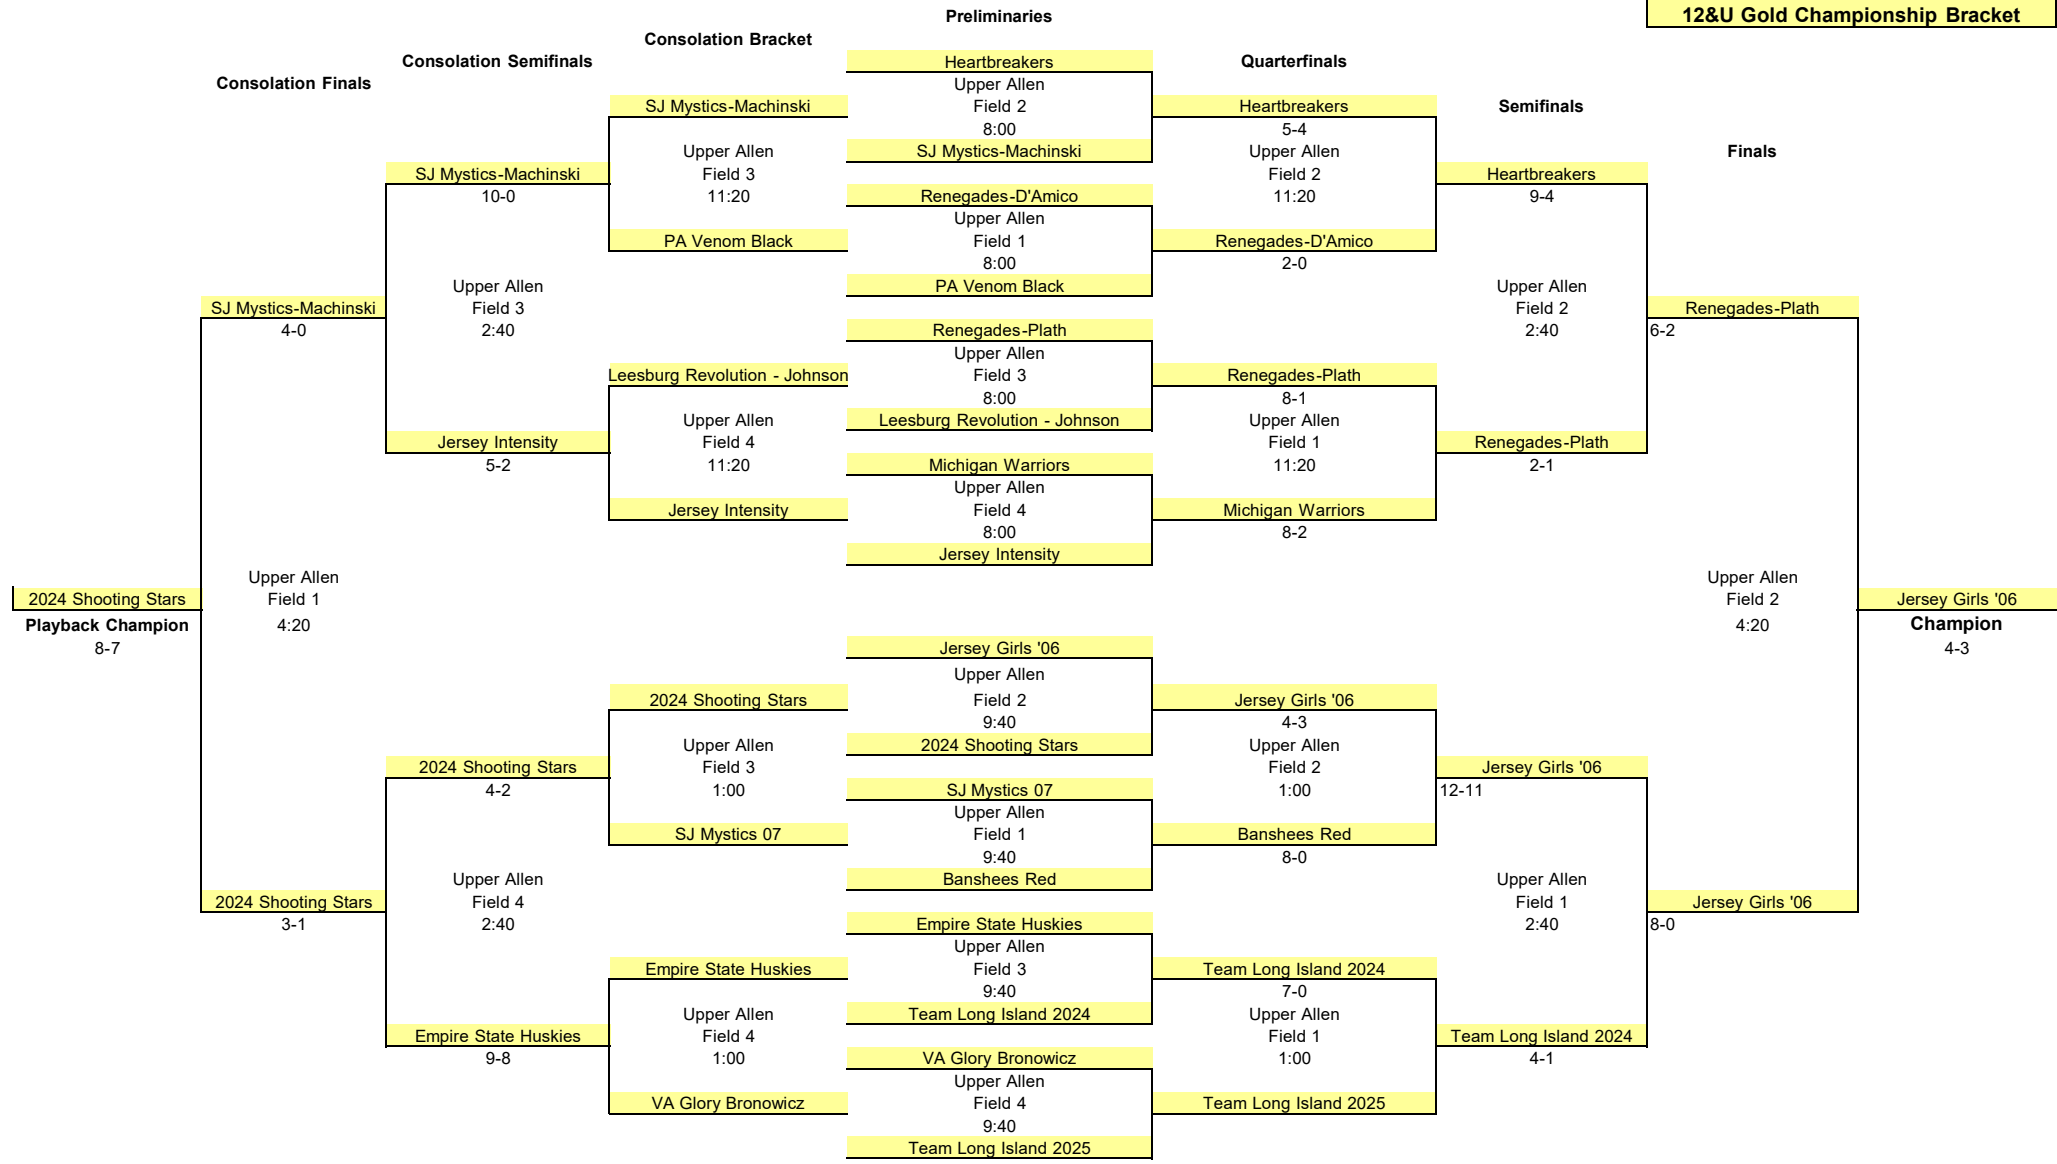 Preliminaries
12&U Gold Championship Bracket
Consolation Bracket
Consolation Semifinals
Heartbreakers
Quarterfinals
Consolation Finals
Upper Allen
SJ Mystics-Machinski
Field 2
Heartbreakers
Semifinals
8:00
5-4
Upper Allen
SJ Mystics-Machinski
Upper Allen
Finals
SJ Mystics-Machinski
Field 3
Field 2
Heartbreakers
10-0
11:20
Renegades-D'Amico
11:20
9-4
Upper Allen
PA Venom Black
Field 1
Renegades-D'Amico
8:00
2-0
Upper Allen
PA Venom Black
Upper Allen
SJ Mystics-Machinski
Field 3
Field 2
Renegades-Plath
4-0
2:40
Renegades-Plath
2:40
6-2
Upper Allen
Leesburg Revolution - Johnson
Field 3
Renegades-Plath
8:00
8-1
Upper Allen
Leesburg Revolution - Johnson
Upper Allen
Jersey Intensity
Field 4
Field 1
Renegades-Plath
5-2
11:20
Michigan Warriors
11:20
2-1
Upper Allen
Jersey Intensity
Field 4
Michigan Warriors
8:00
8-2
Jersey Intensity
Upper Allen
Upper Allen
2024 Shooting Stars
Field 1
Field 2
Jersey Girls '06
Playback Champion
4:20
4:20
Champion
8-7
Jersey Girls '06
4-3
Upper Allen
2024 Shooting Stars
Field 2
Jersey Girls '06
9:40
4-3
Upper Allen
2024 Shooting Stars
Upper Allen
2024 Shooting Stars
Field 3
Field 2
Jersey Girls '06
4-2
1:00
SJ Mystics 07
1:00
12-11
Upper Allen
SJ Mystics 07
Field 1
Banshees Red
9:40
8-0
Upper Allen
Banshees Red
Upper Allen
2024 Shooting Stars
Field 4
Field 1
Jersey Girls '06
3-1
2:40
Empire State Huskies
2:40
8-0
Upper Allen
Empire State Huskies
Field 3
Team Long Island 2024
9:40
7-0
Upper Allen
Team Long Island 2024
Upper Allen
Empire State Huskies
Field 4
Field 1
Team Long Island 2024
9-8
1:00
VA Glory Bronowicz
1:00
4-1
Upper Allen
VA Glory Bronowicz
Field 4
Team Long Island 2025
9:40
Team Long Island 2025